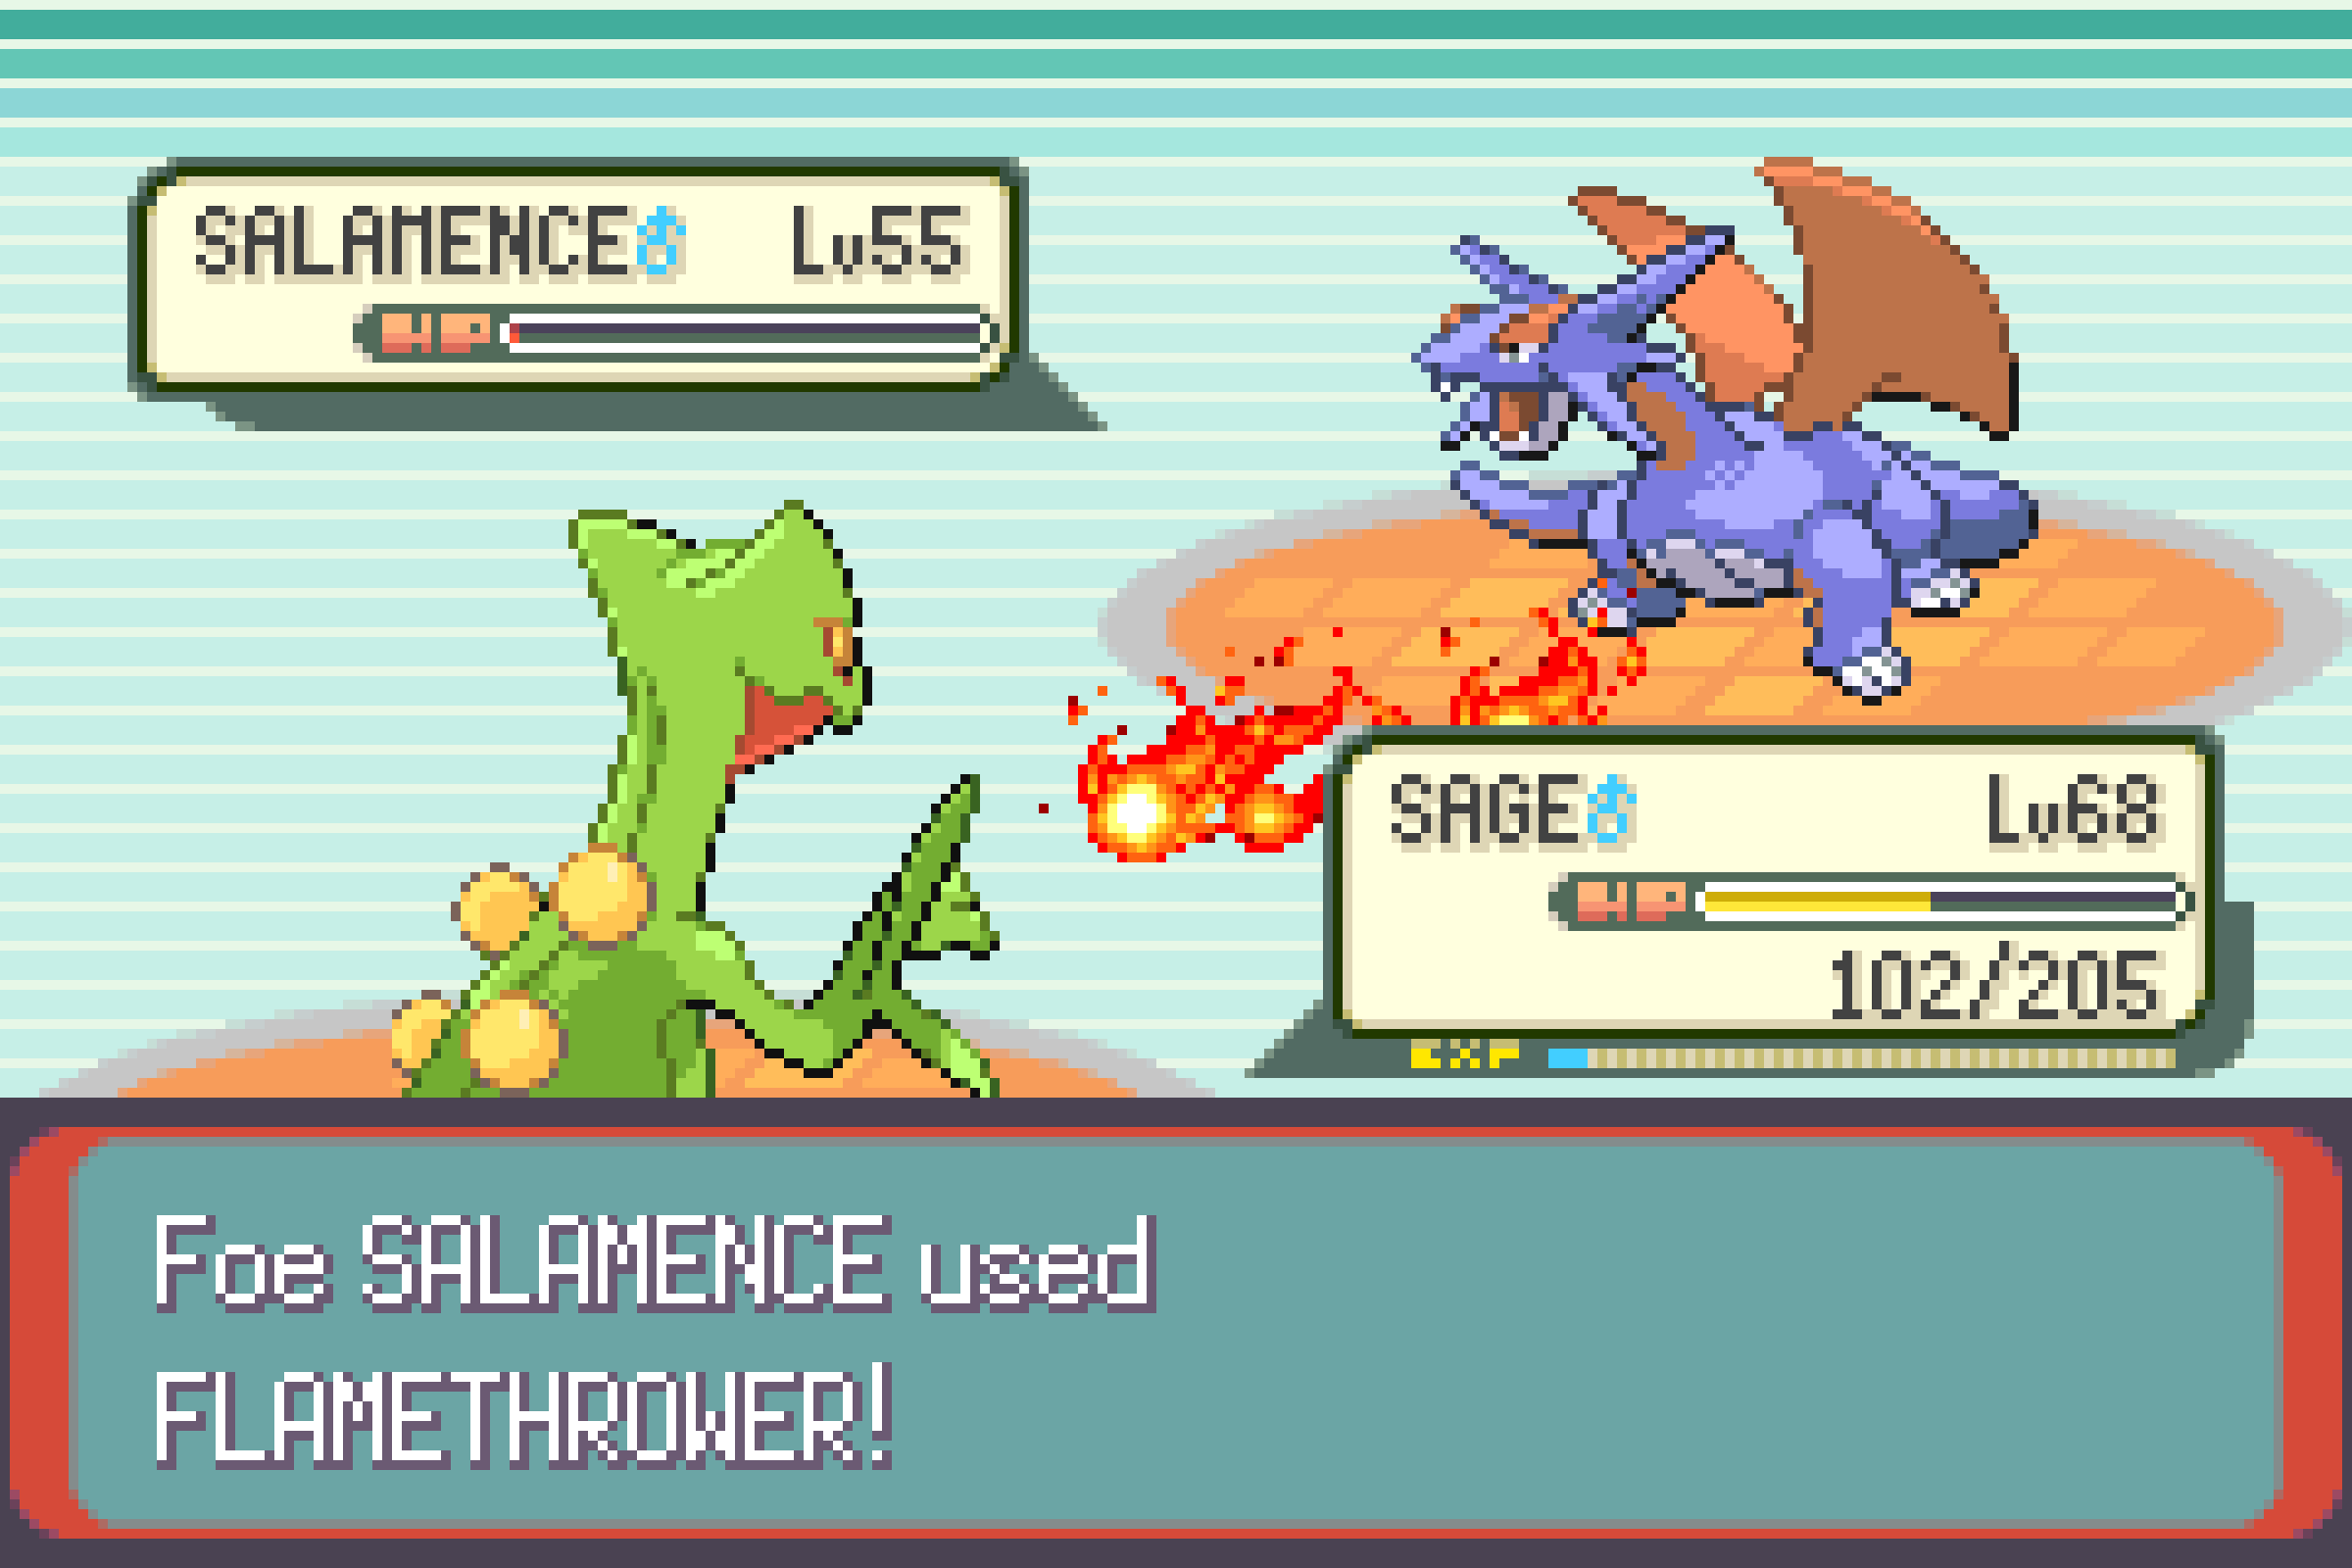 SALAMENCE♂ Lv55
HP
SAGE♂ Lv68
HP
102/205
EXP
Foe SALAMENCE used
FLAMETHROWER!